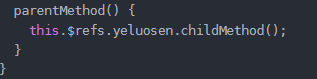 parentMethod() {
this.$refs.yeluosen.childMethod();
}
}